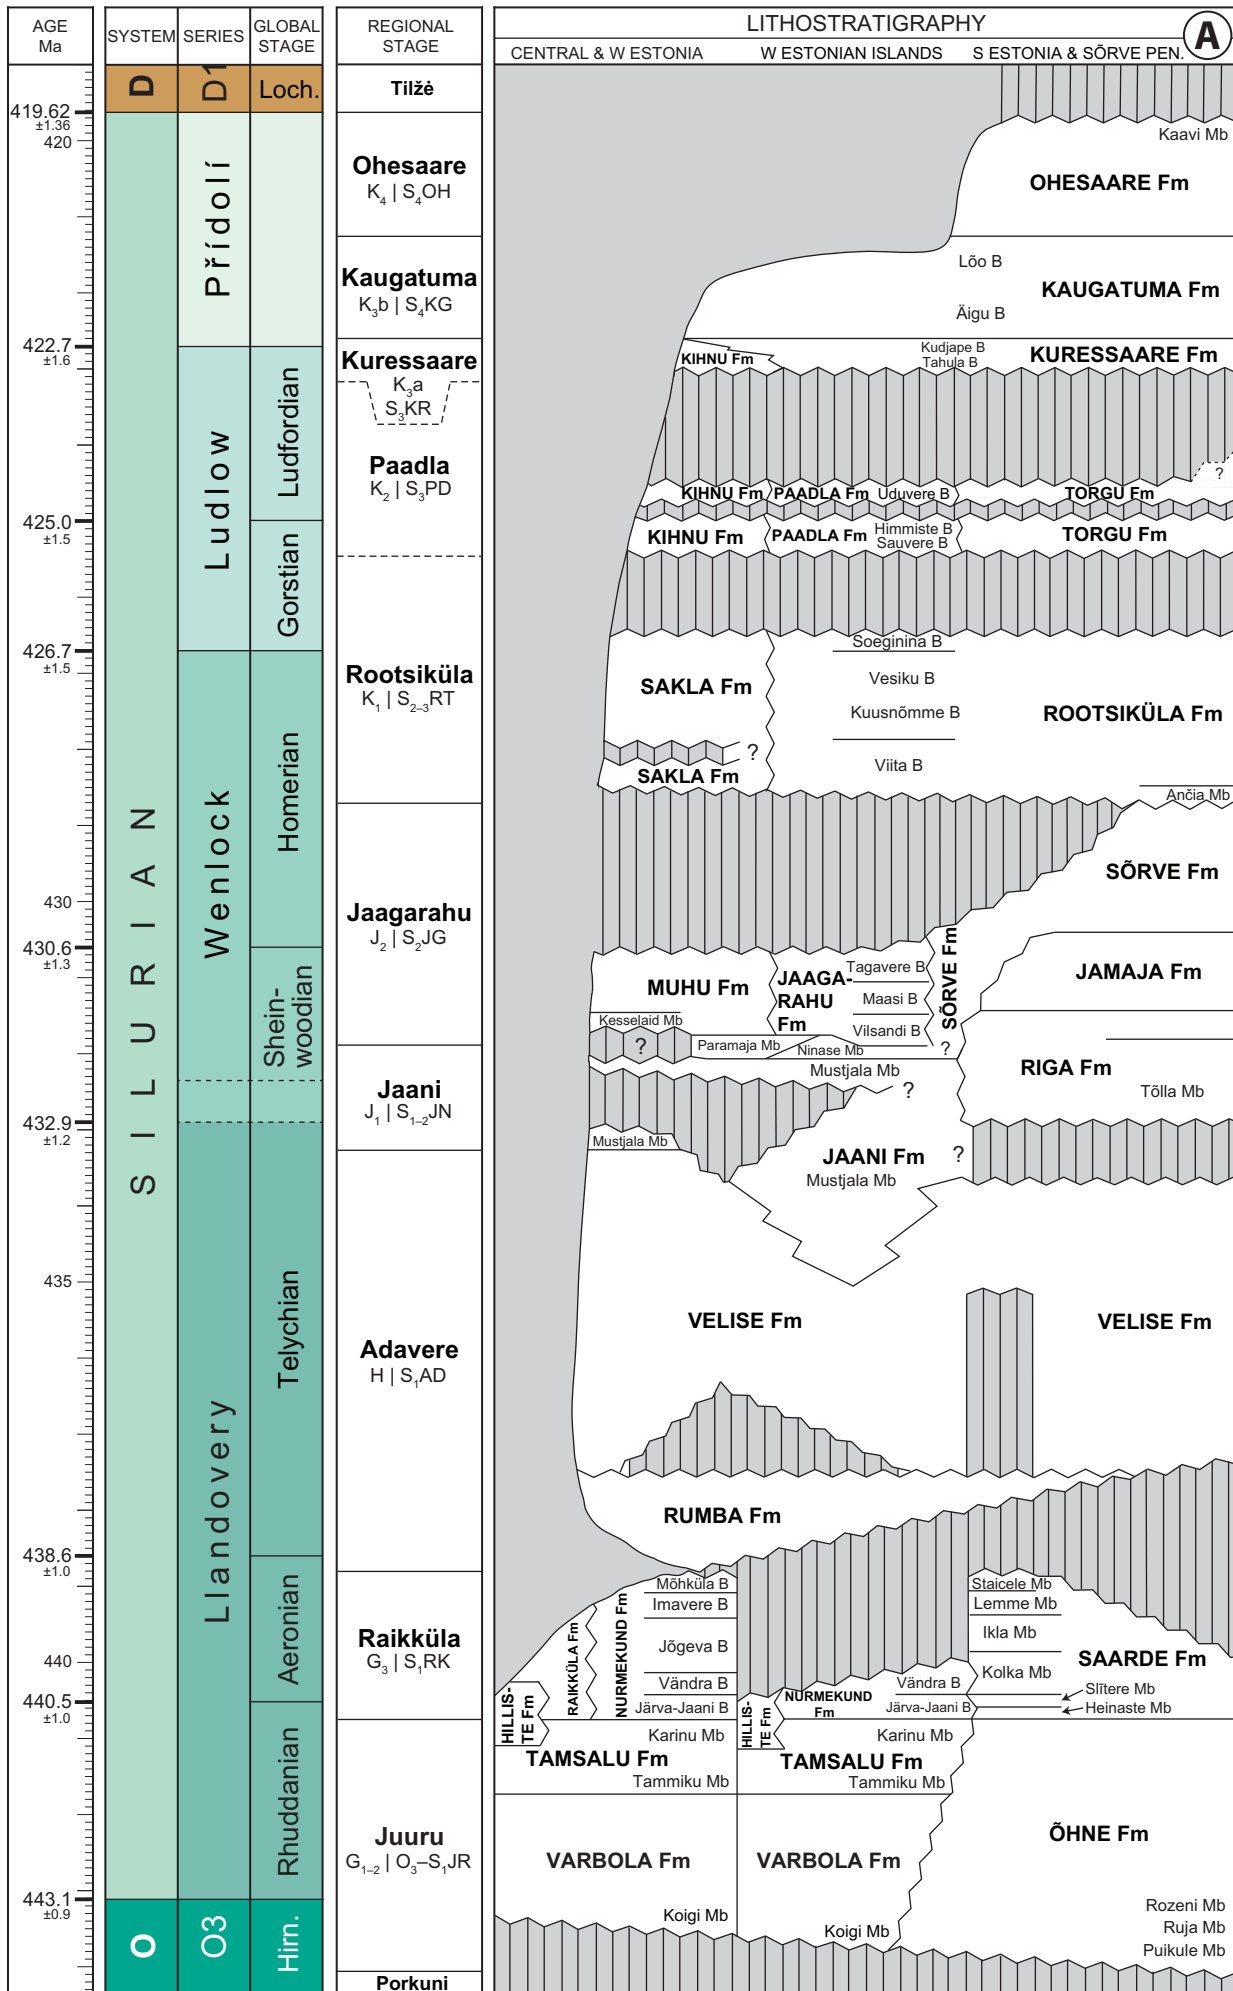 AGE
Ma
SYSTEM
SERIES
GLOBAL
STAGE
REGIONAL
STAGE
LITHOSTRATIGRAPHY
A
CENTRAL & W ESTONIA
W ESTONIAN ISLANDS
S ESTONIA & SÕRVE PEN.
419.62
±1.36
420
422.7
±1.6
425.0
±1.5
426.7
±1.5
430
430.6
±1.3
432.9
±1.2
435
438.6
±1.0
440
440.5
±1.0
443.1
±0.9
D
SILURIAN
O
D1
Přídolí
Ludlow
Wenlock
Llandovery
O3
Loch.
Ludfordian
Gorstian
Homerian
Shein-
woodian
Telychian
Aeronian
Rhuddanian
Hirn.
Tilžė
Ohesaare
K₄ | S₄OH
Kaugatuma
K₃b | S₄KG
Kuressaare
K₃a
S₃KR
Paadla
K₂ | S₃PD
Rootsiküla
K₁ | S₂₋₃RT
Jaagarahu
J₂ | S₂JG
Jaani
J₁ | S₁₋₂JN
Adavere
H | S₁AD
Raikküla
G₃ | S₁RK
Juuru
G₁₋₂ | O₃–S₁JR
Porkuni
Kaavi Mb
OHESAARE Fm
Lõo B
KAUGATUMA Fm
Äigu B
KIHNU Fm
Kudjape B
Tahula B
KURESSAARE Fm
?
KIHNU Fm
PAADLA Fm
Uduvere B
TORGU Fm
KIHNU Fm
PAADLA Fm
Himmiste B
Sauvere B
TORGU Fm
Soeginina B
SAKLA Fm
Vesiku B
Kuusnõmme B
ROOTSIKÜLA Fm
?
SAKLA Fm
Viita B
Ančia Mb
SÕRVE Fm
SÕRVE Fm
MUHU Fm
JAAGA-
RAHU
Fm
Tagavere B
Maasi B
Vilsandi B
JAMAJA Fm
Kesselaid Mb
?
Paramaja Mb
Ninase Mb
?
Mustjala Mb
RIGA Fm
Tõlla Mb
?
Mustjala Mb
JAANI Fm
?
Mustjala Mb
VELISE Fm
VELISE Fm
RUMBA Fm
Mõhküla B
Imavere B
Jõgeva B
Vändra B
Järva-Jaani B
NURMEKUND Fm
RAIKKÜLA Fm
HILLIS-
TE Fm
Staicele Mb
Lemme Mb
Ikla Mb
Kolka Mb
SAARDE Fm
Slītere Mb
Heinaste Mb
Vändra B
NURMEKUND
Fm
Järva-Jaani B
HILLIS-
TE Fm
Karinu Mb
TAMSALU Fm
Tammiku Mb
Karinu Mb
TAMSALU Fm
Tammiku Mb
VARBOLA Fm
VARBOLA Fm
ÕHNE Fm
Koigi Mb
Koigi Mb
Rozeni Mb
Ruja Mb
Puikule Mb